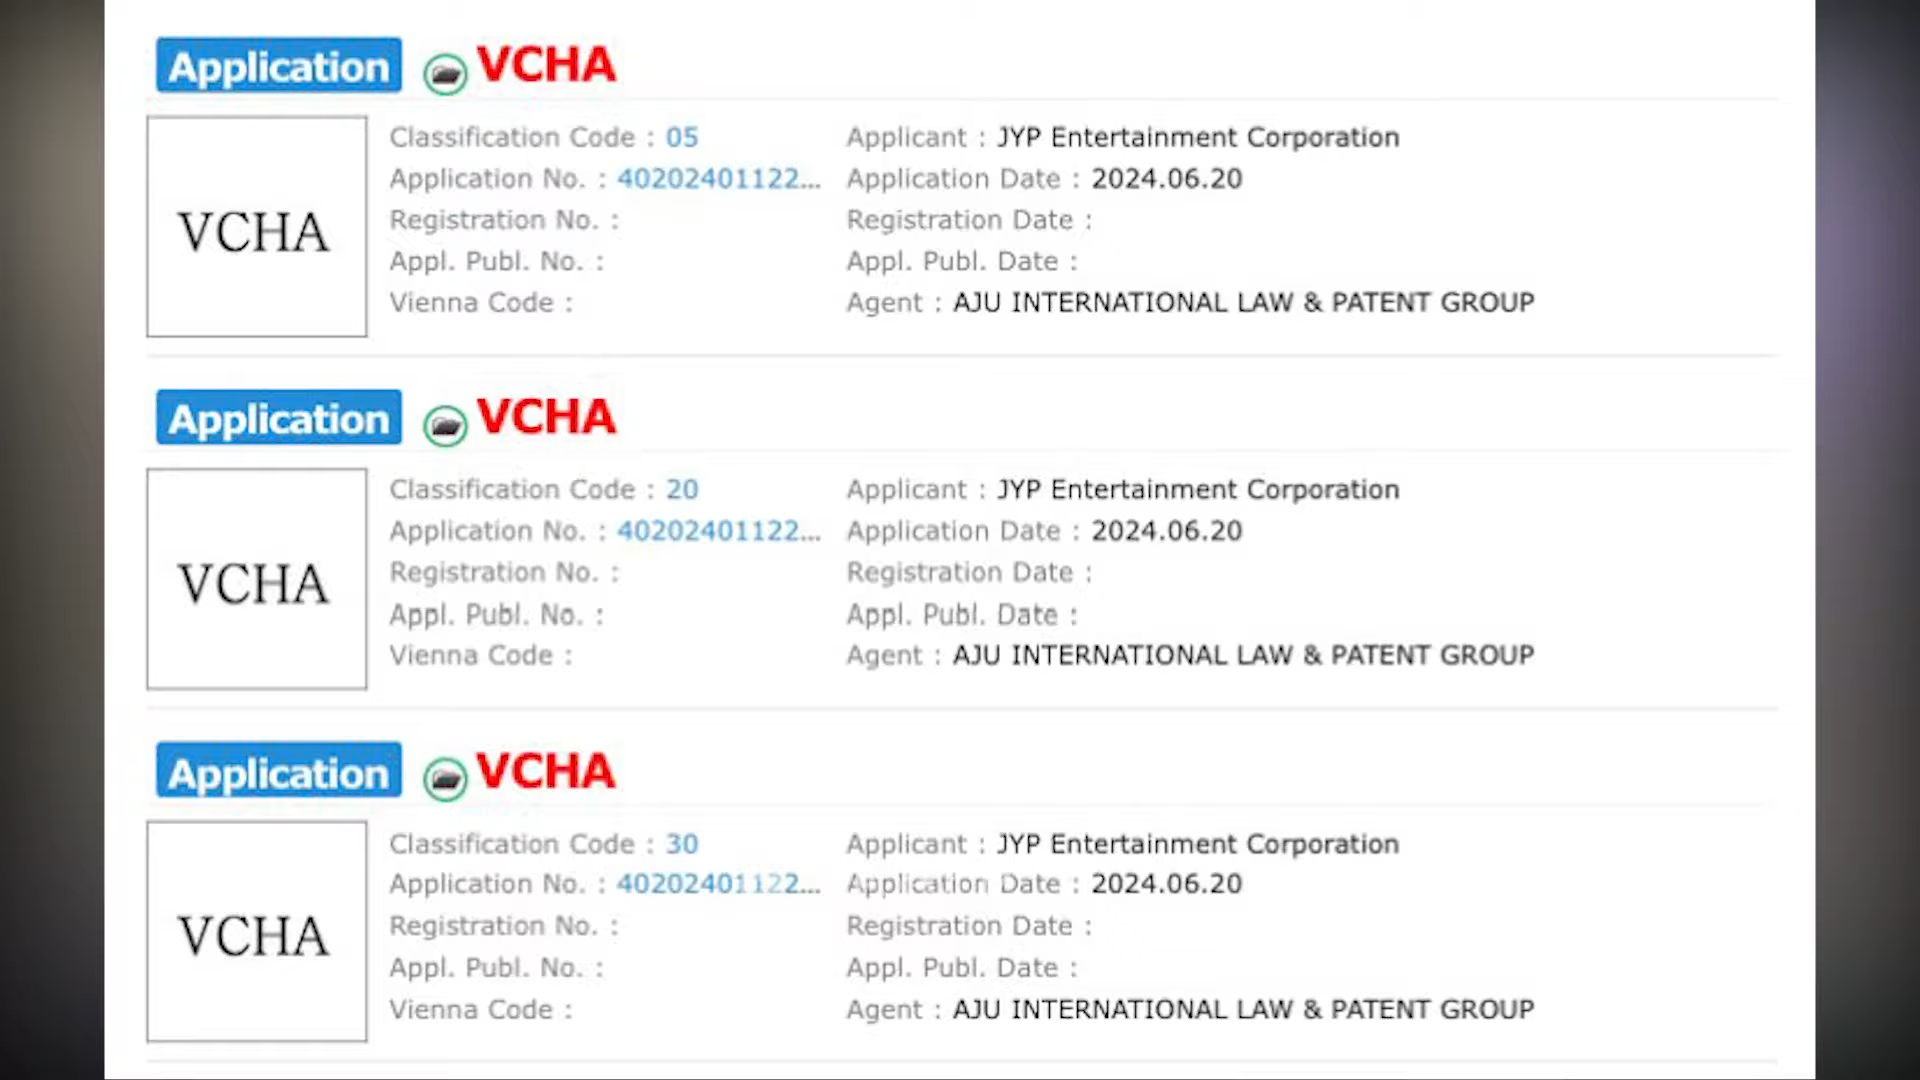 Application VCHA
VCHA
Classification Code : 05 Applicant : JYP Entertainment Corporation
Application No. : 40202401122... Application Date : 2024.06.20
Registration No. : Registration Date :
Appl. Publ. No. : Appl. Publ. Date :
Vienna Code : Agent : AJU INTERNATIONAL LAW & PATENT GROUP
Application VCHA
VCHA
Classification Code : 20 Applicant : JYP Entertainment Corporation
Application No. : 40202401122... Application Date : 2024.06.20
Registration No. : Registration Date :
Appl. Publ. No. : Appl. Publ. Date :
Vienna Code : Agent : AJU INTERNATIONAL LAW & PATENT GROUP
Application VCHA
VCHA
Classification Code : 30 Applicant : JYP Entertainment Corporation
Application No. : 40202401122... Application Date : 2024.06.20
Registration No. : Registration Date :
Appl. Publ. No. : Appl. Publ. Date :
Vienna Code : Agent : AJU INTERNATIONAL LAW & PATENT GROUP